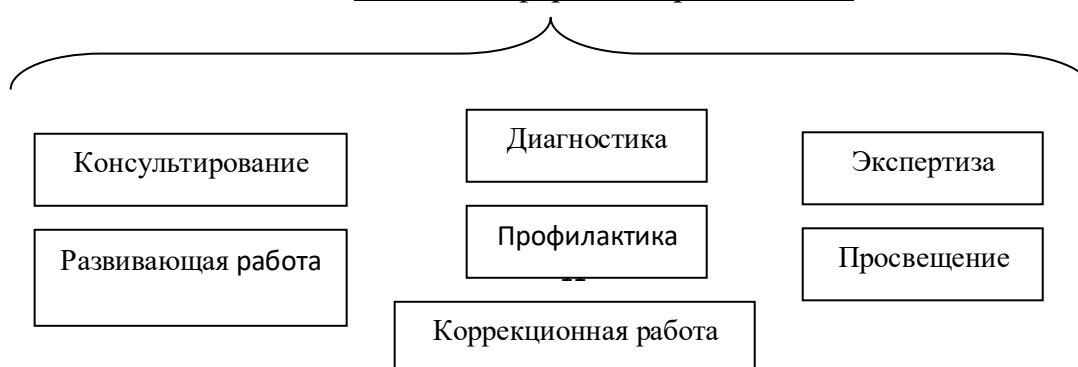 Диагностика
Консультирование
Экспертиза
Профилактика
Развивающая работа
Просвещение
Коррекционная работа